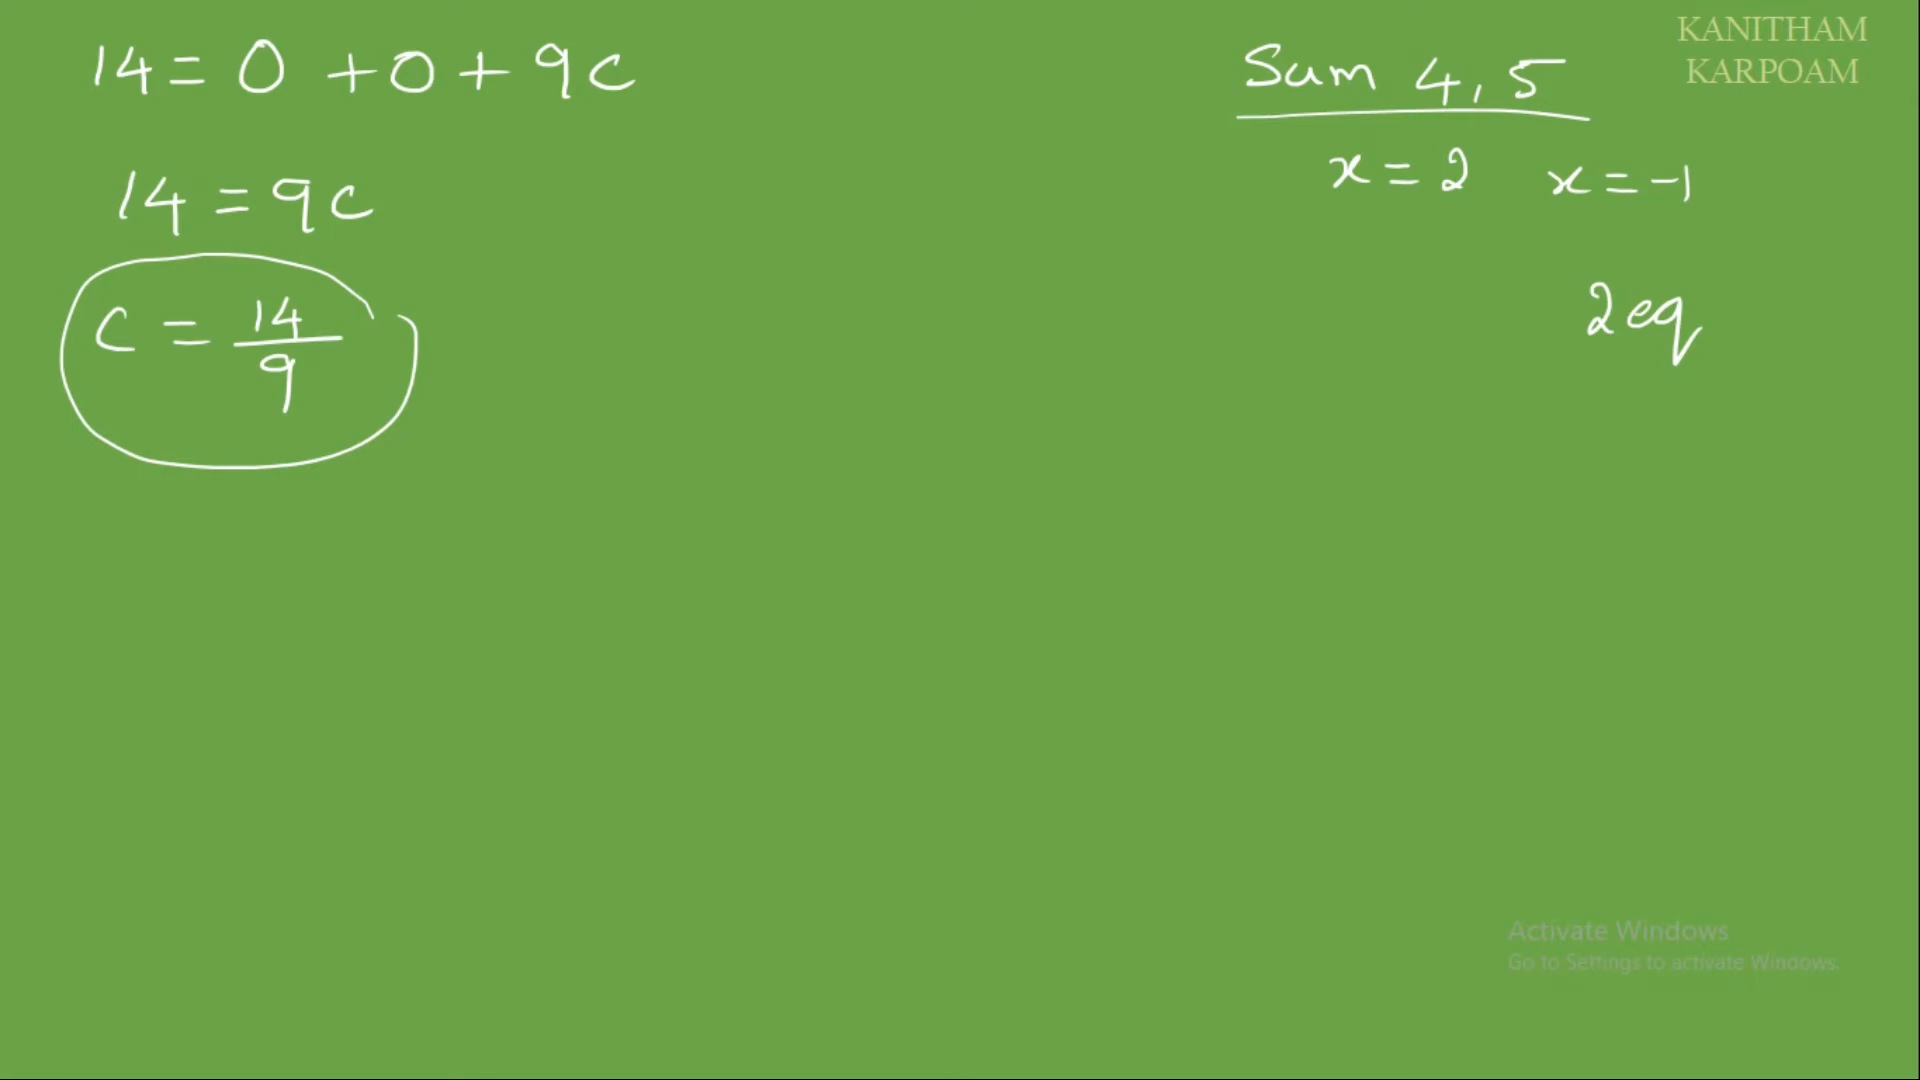 14 = 0 + 0 + 9c
14 = 9c
c = 14/9
Sum 4, 5
x = 2 x = -1
2eq
KANITHAM
KARPOAM
Activate Windows
Go to Settings to activate Windows.